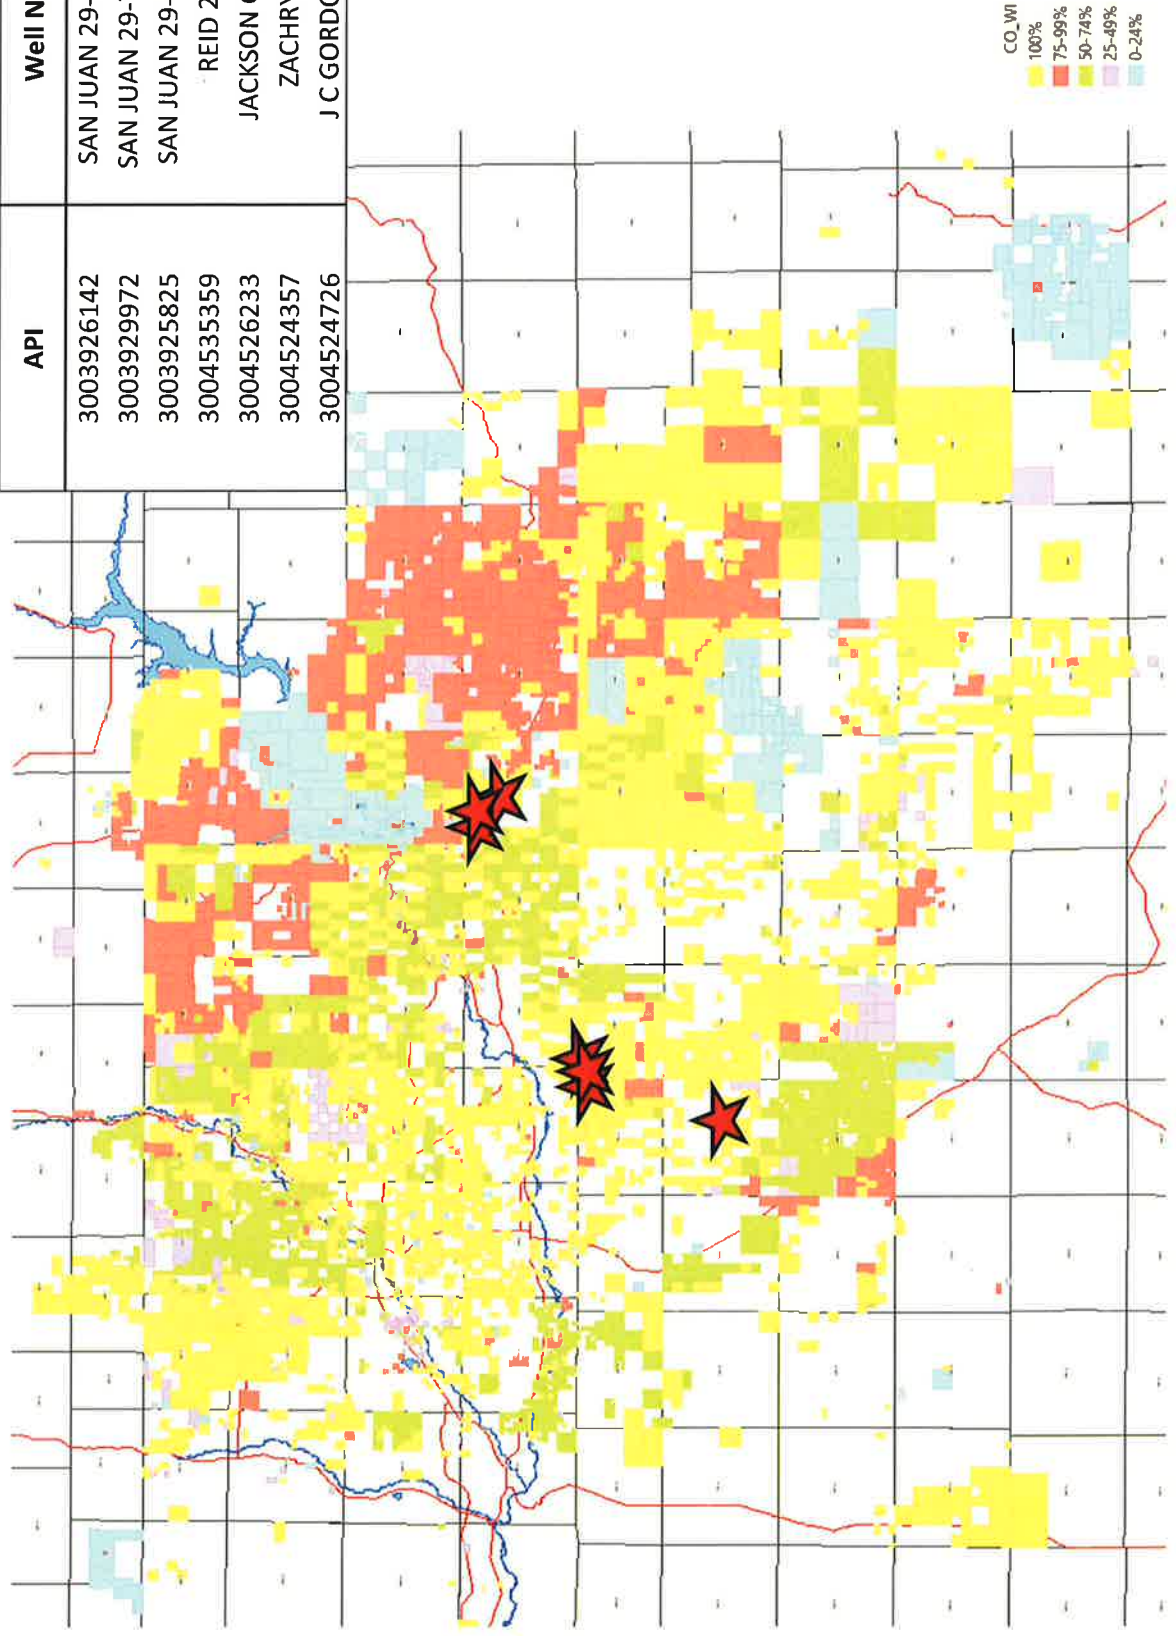 API Well N
3003926142 SAN JUAN 29-
3003929972 SAN JUAN 29-
3003925825 SAN JUAN 29-
3004535359 REID 2
3004526233 JACKSON
3004524357 ZACHRY
3004524726 J C GORDO
CO_WI
100%
75-99%
50-74%
25-49%
0-24%